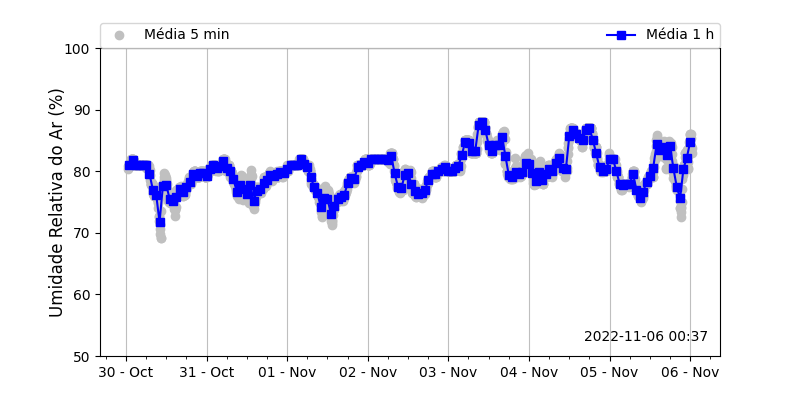 Média 5 min Média 1 h
Umidade Relativa do Ar (%)
100
90
80
70
60
50
2022-11-06 00:37
30 - Oct 31 - Oct 01 - Nov 02 - Nov 03 - Nov 04 - Nov 05 - Nov 06 - Nov